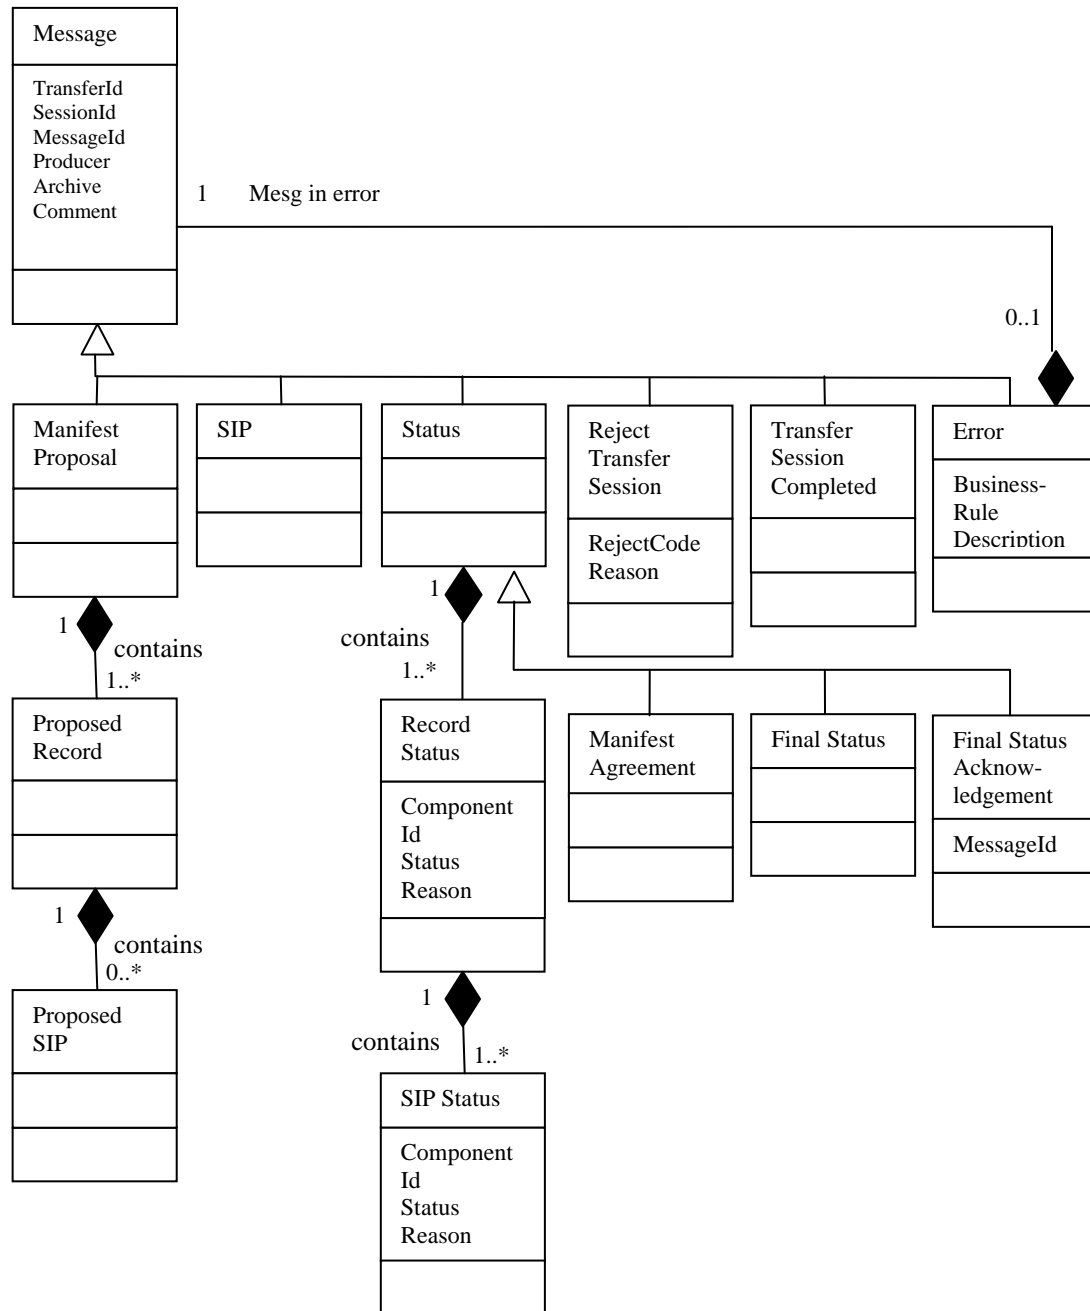 Message
TransferId
SessionId
MessageId
Producer
Archive
Comment
1 Mesg in error
0..1
Manifest
Proposal
SIP
Status
Reject
Transfer
Session
RejectCode
Reason
Transfer
Session
Completed
Error
Business-
Rule
Description
1
contains
1..*
1
contains
1..*
Proposed
Record
Record
Status
Component
Id
Status
Reason
Manifest
Agreement
Final Status
Final Status
Acknow-
ledgement
MessageId
1
contains
0..*
1
contains
1..*
Proposed
SIP
SIP Status
Component
Id
Status
Reason